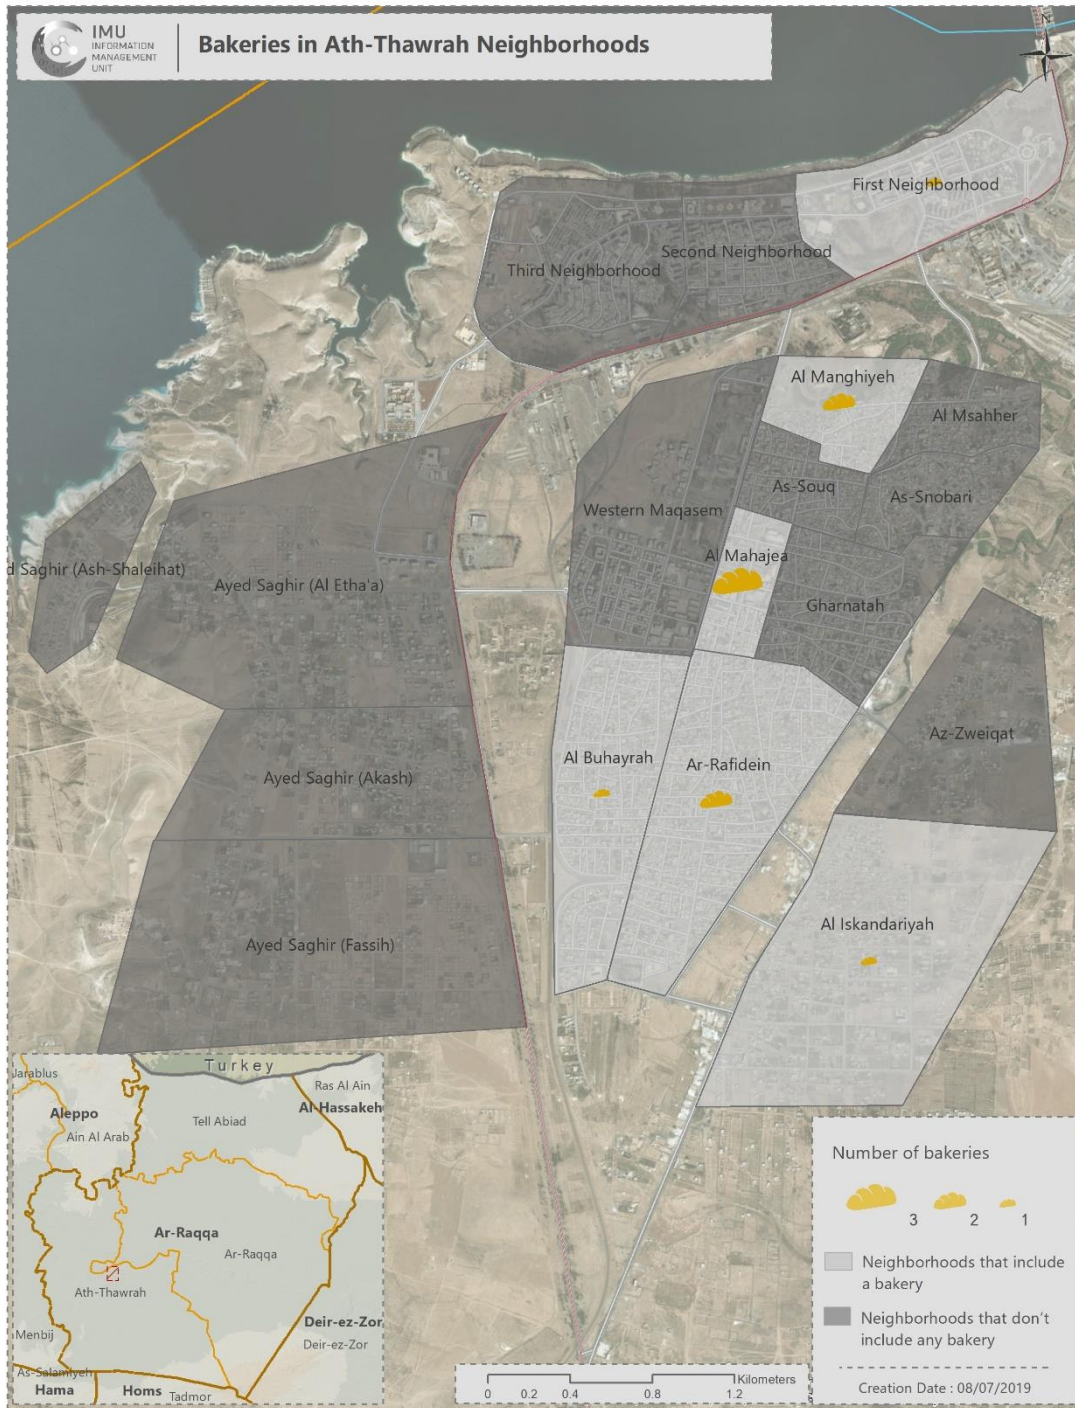 IMU
INFORMATION
MANAGEMENT
UNIT
Bakeries in Ath-Thawrah Neighborhoods
First Neighborhood
Second Neighborhood
Third Neighborhood
Al Manghiyeh
Al Msahher
As-Souq
As-Snobari
Western Maqasem
Al Mahajea
d Saghir (Ash-Shaleihat)
Ayed Saghir (Al Etha'a)
Gharnatah
Az-Zweiqat
Al Buhayrah
Ar-Rafidein
Ayed Saghir (Akash)
Al Iskandariyah
Ayed Saghir (Fassih)
Turkey
Jarablus
Ras Al Ain
Aleppo
Al-Hassakeh
Ain Al Arab
Tell Abiad
Ar-Raqqa
Ar-Raqqa
Ath-Thawrah
Menbij
Deir-ez-Zor
Deir-ez-Zor
As-Salamiyeh
Hama
Homs
Tadmor
Number of bakeries
3 2 1
Neighborhoods that include
a bakery
Neighborhoods that don't
include any bakery
Creation Date : 08/07/2019
Kilometers
0 0.2 0.4 0.8 1.2